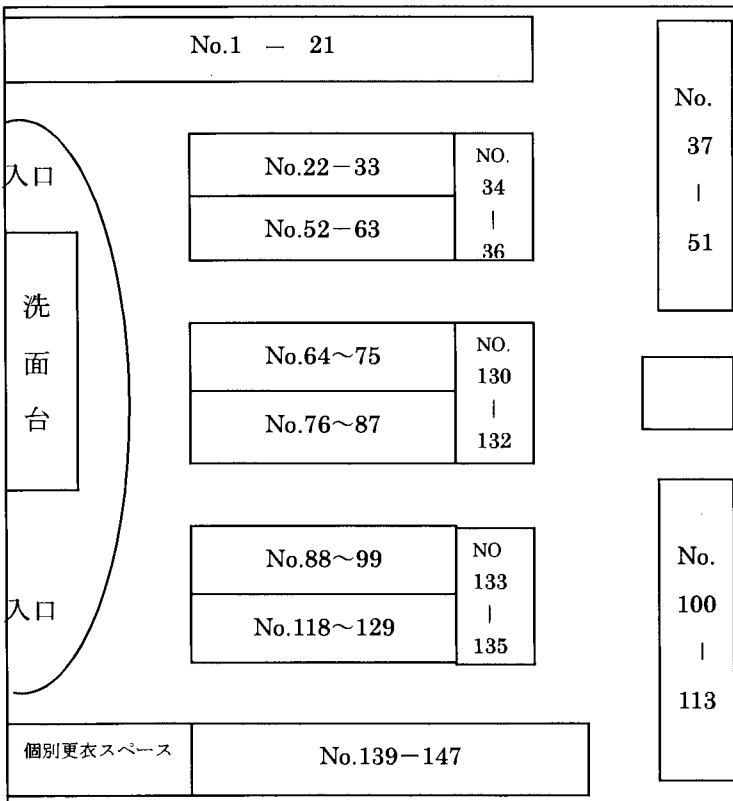 No.1 － 21
No.
37
|
51
入口
No.22－33
No.52－63
NO.
34
|
36
洗
面
台
No.64～75
No.76～87
NO.
130
|
132
No.88～99
No.118～129
NO
133
|
135
No.
100
|
113
入口
個別更衣スペース
No.139－147